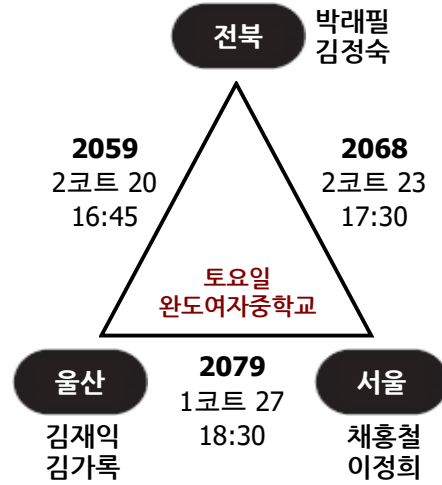 전북
박래필
김정숙
2059
2코트 20
16:45
2068
2코트 23
17:30
토요일
완도여자중학교
울산
김재익
김가록
2079
1코트 27
18:30
서울
채홍철
이정희